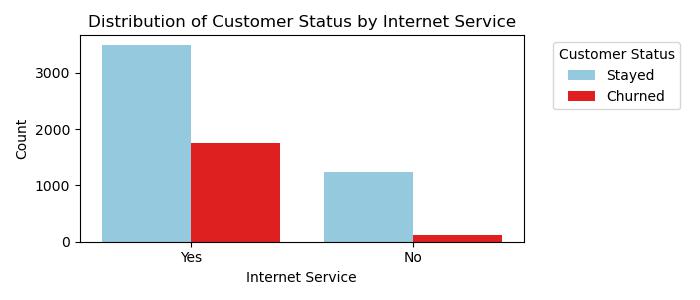 Distribution of Customer Status by Internet Service
Customer Status
Stayed
Churned
Count
3000
2000
1000
0
Yes
No
Internet Service